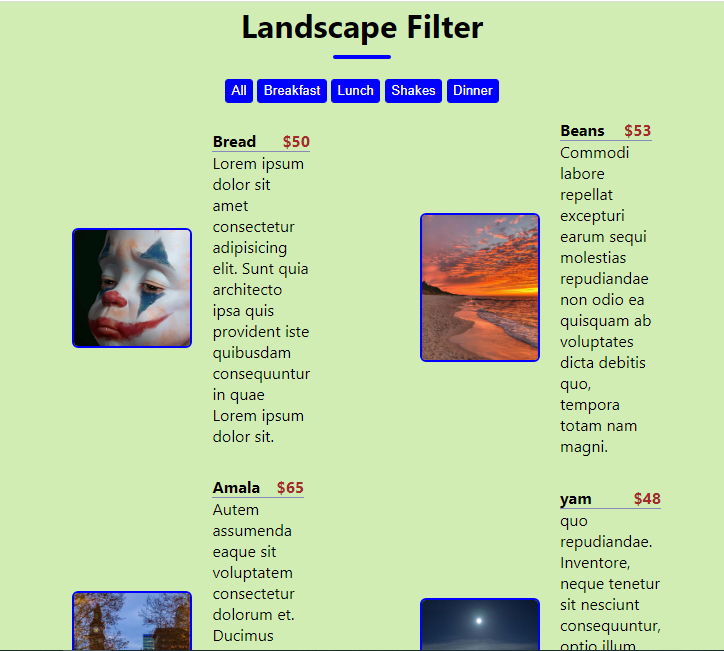 Landscape Filter
All Breakfast Lunch Shakes Dinner
Bread $50
Lorem ipsum
dolor sit
amet
consectetur
adipisicing
elit. Sunt quia
architecto
ipsa quis
provident iste
quibusdam
consequuntur
in quae
Lorem ipsum
dolor sit.
Beans $53
Commodi
labore
repellat
excepturi
earum sequi
molestias
repudiandae
non odio ea
quisquam ab
voluptates
dicta debitis
quo,
tempora
totam nam
magni.
Amala $65
Autem
assumenda
eaque sit
voluptatem
consectetur
dolorum et.
Ducimus
yam $48
quo
repudiandae.
Inventore,
neque tenetur
sit nesciunt
consequuntur,
optio illum